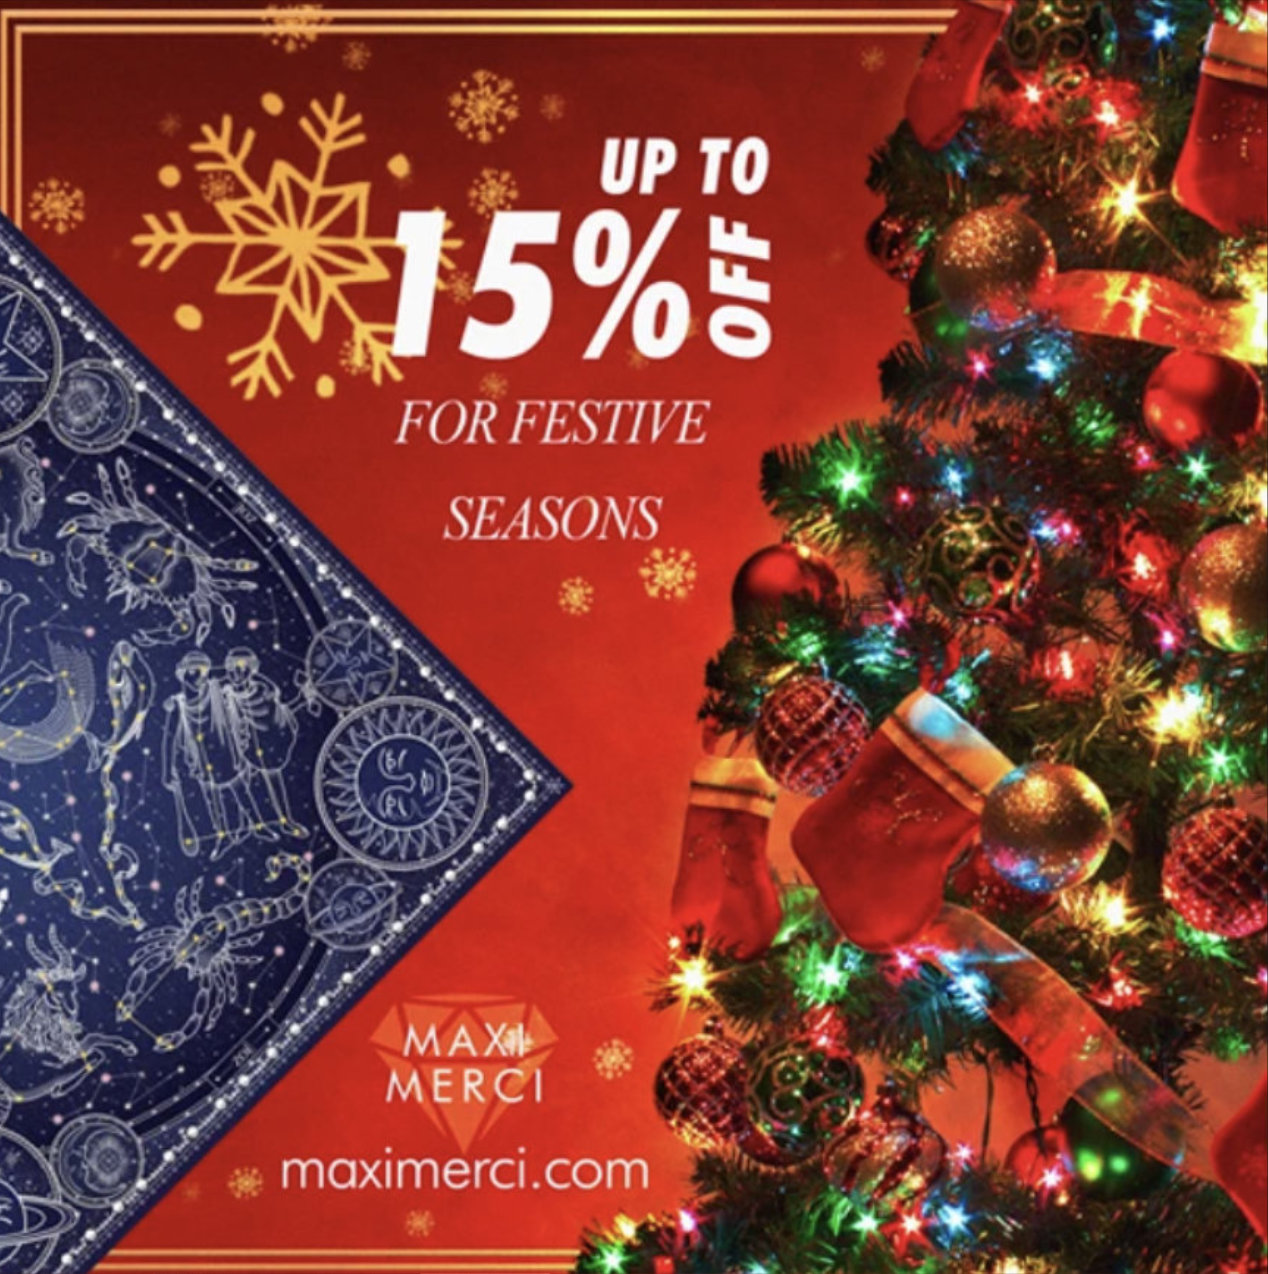 UP TO
15% OFF
FOR FESTIVE
SEASONS
MAXI
MERCI
maximerci.com